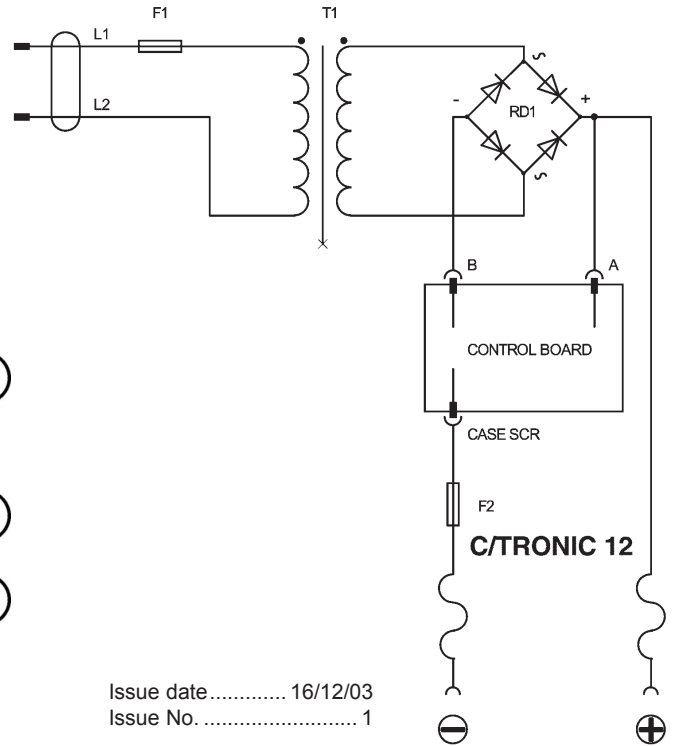 F1 T1
L1
L2
- RD1 +
B A
CONTROL BOARD
CASE SCR
F2
C/TRONIC 12
Issue date............. 16/12/03
Issue No. .......................... 1
− +